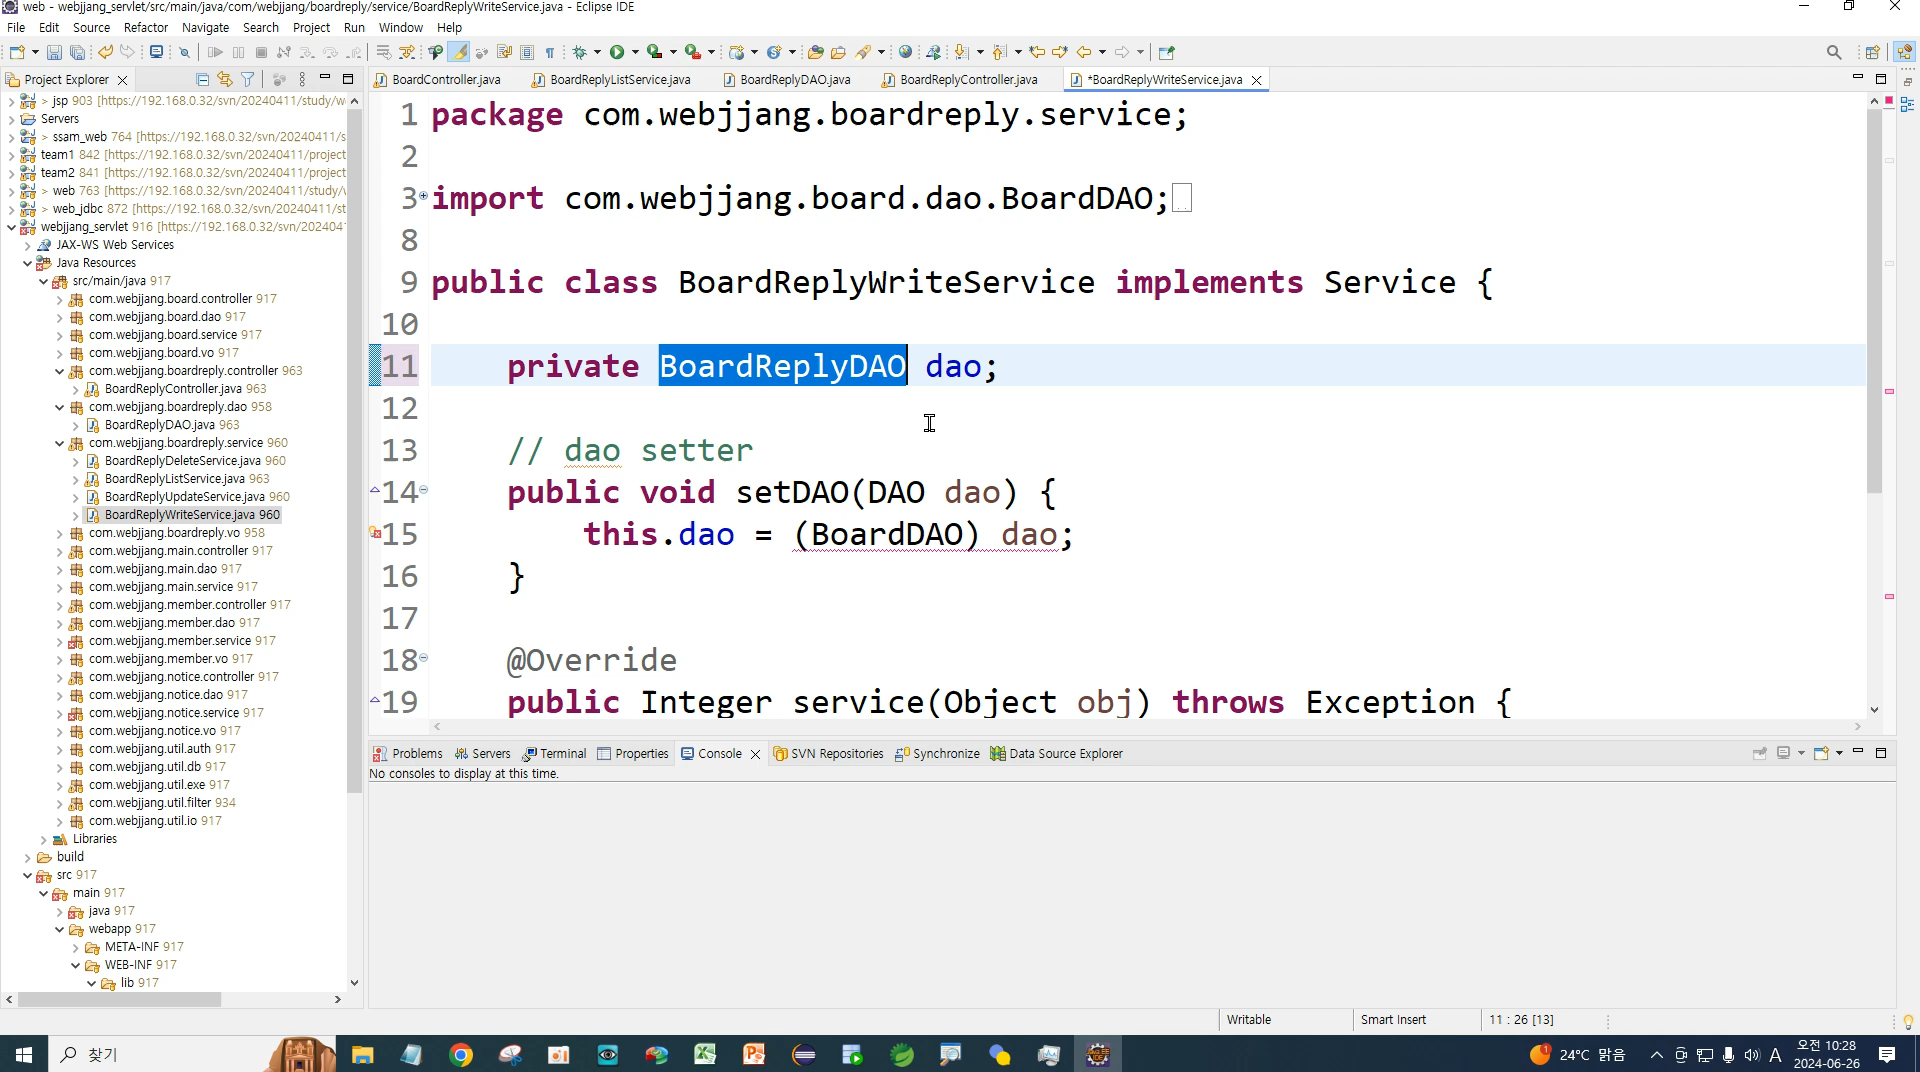 web - webjjang_servlet/src/main/java/com/webjjang/boardreply/service/BoardReplyWriteService.java - Eclipse IDE
File Edit Source Refactor Navigate Search Project Run Window Help
Project Explorer
BoardController.java BoardReplyListService.java BoardReplyDAO.java BoardReplyController.java *BoardReplyWriteService.java
> jsp 903 [https://192.168.0.32/svn/20240411/study/w
Servers
> ssam_web 764 [https://192.168.0.32/svn/20240411/s
team1 842 [https://192.168.0.32/svn/20240411/project
team2 841 [https://192.168.0.32/svn/20240411/project
> web 763 [https://192.168.0.32/svn/20240411/study/
> web_jdbc 872 [https://192.168.0.32/svn/20240411/st
webjjang_servlet 916 [https://192.168.0.32/svn/202404
JAX-WS Web Services
Java Resources
src/main/java 917
com.webjjang.board.controller 917
com.webjjang.board.dao 917
com.webjjang.board.service 917
com.webjjang.board.vo 917
com.webjjang.boardreply.controller 963
BoardReplyController.java 963
com.webjjang.boardreply.dao 958
BoardReplyDAO.java 963
com.webjjang.boardreply.service 960
BoardReplyDeleteService.java 960
BoardReplyListService.java 963
BoardReplyUpdateService.java 960
BoardReplyWriteService.java 960
com.webjjang.boardreply.vo 958
com.webjjang.main.controller 917
com.webjjang.main.dao 917
com.webjjang.main.service 917
com.webjjang.member.controller 917
com.webjjang.member.dao 917
com.webjjang.member.service 917
com.webjjang.member.vo 917
com.webjjang.notice.controller 917
com.webjjang.notice.dao 917
com.webjjang.notice.service 917
com.webjjang.notice.vo 917
com.webjjang.util.auth 917
com.webjjang.util.db 917
com.webjjang.util.exe 917
com.webjjang.util.filter 934
com.webjjang.util.io 917
Libraries
build
src 917
main 917
java 917
webapp 917
META-INF 917
WEB-INF 917
lib 917
1 package com.webjjang.boardreply.service;
2
3 import com.webjjang.board.dao.BoardDAO;
8
9 public class BoardReplyWriteService implements Service {
10
11 private BoardReplyDAO dao;
12
13 // dao setter
14 public void setDAO(DAO dao) {
15 this.dao = (BoardDAO) dao;
16 }
17
18 @Override
19 public Integer service(Object obj) throws Exception {
Problems Servers Terminal Properties Console SVN Repositories Synchronize Data Source Explorer
No consoles to display at this time.
Writable Smart Insert 11 : 26 [13]
찾기
24°C 맑음 A 오전 10:28
2024-06-26